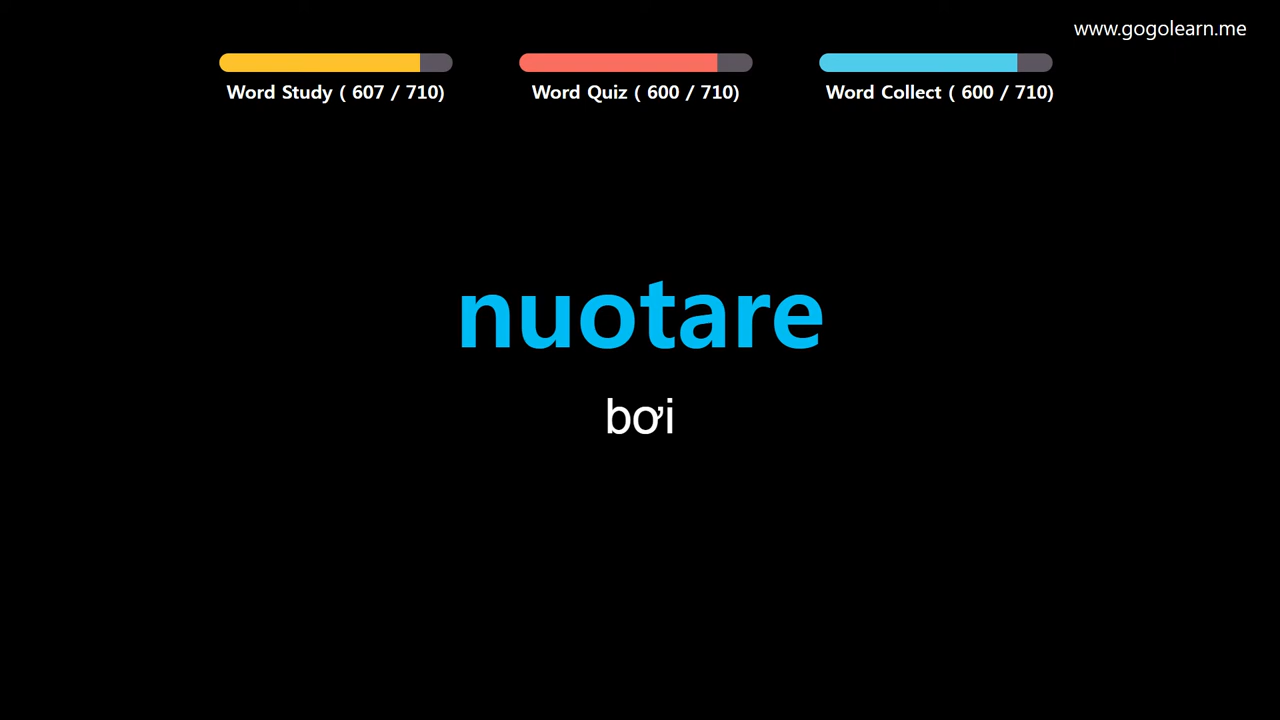 www.gogolearn.me
Word Study ( 607 / 710)
Word Quiz ( 600 / 710)
Word Collect ( 600 / 710)
nuotare
bơi